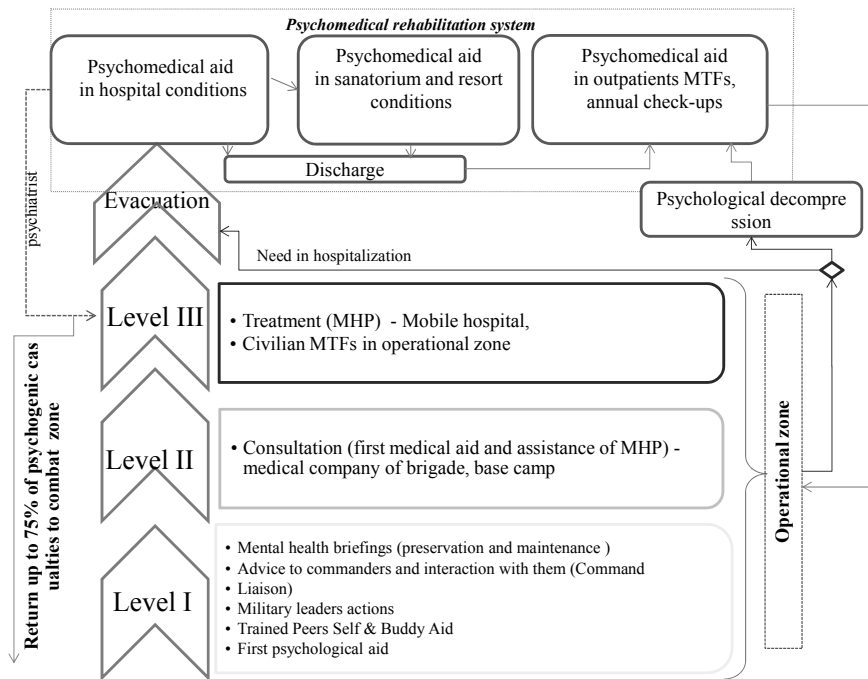 Psychomedical rehabilitation system
Psychomedical aid
in hospital conditions
Psychomedical aid
in sanatorium and resort
conditions
Psychomedical aid
in outpatients MTFs,
annual check-ups
Discharge
psychiatrist
Evacuation
Psychological decompre
ssion
Need in hospitalization
Level III
• Treatment (MHP)  - Mobile hospital,
• Civilian MTFs in operational zone
Level II
• Consultation (first medical aid and assistance of MHP) -
medical company of brigade, base camp
Level I
• Mental health briefings (preservation and maintenance )
• Advice to commanders and interaction with them (Command
• Liaison)
• Military leaders actions
• Trained Peers Self & Buddy Aid
• First psychological aid
Operational zone
Return up to 75% of psychogenic cas
ualties to combat  zone